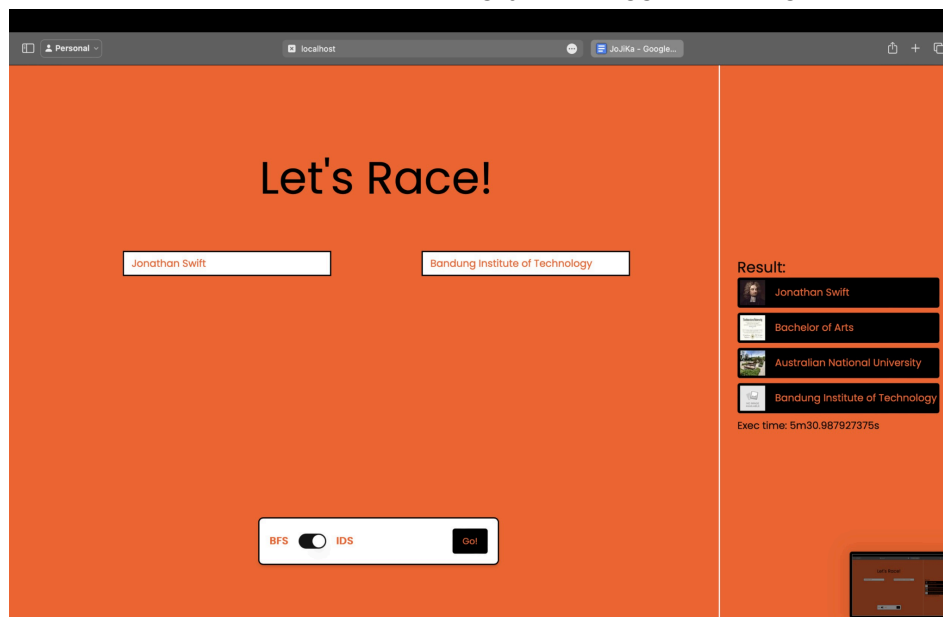 Personal
localhost
JoJiKa - Google...
Let's Race!
Jonathan Swift
Bandung Institute of Technology
Result:
Jonathan Swift
Bachelor of Arts
Australian National University
Bandung Institute of Technology
Exec time: 5m30.987927375s
BFS
IDS
Go!